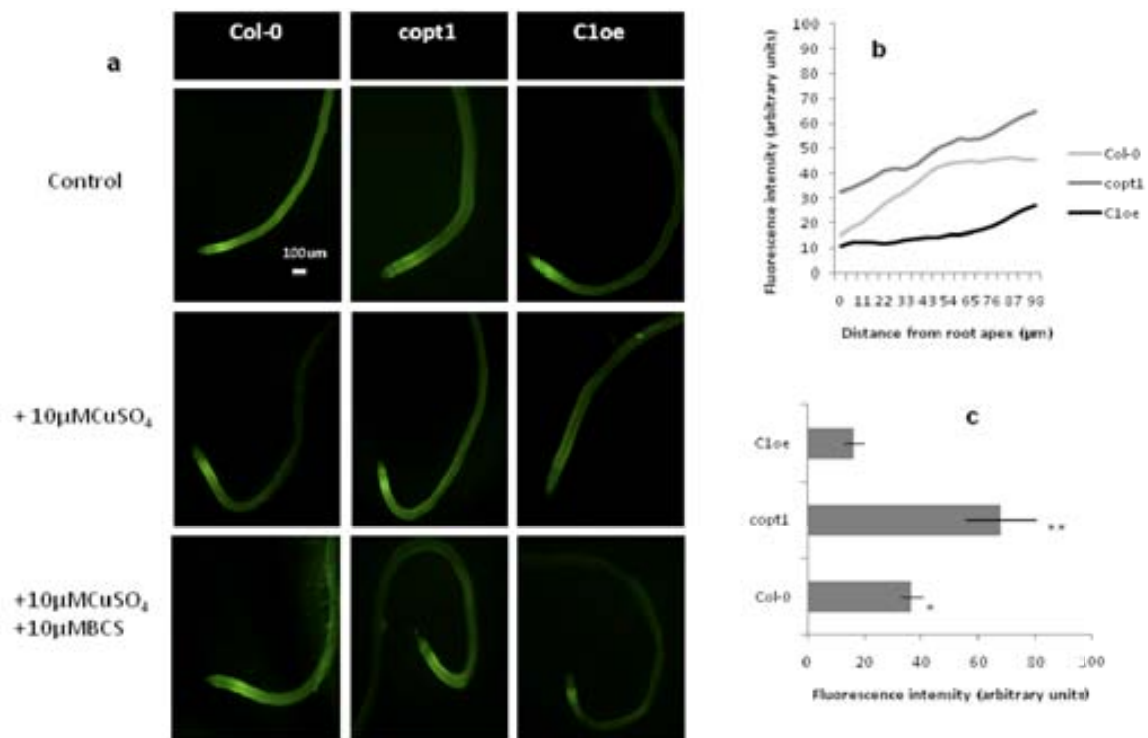 a
Col-0
copt1
C1oe
Control
100um
+ 10µMCuSO₄
+10µMCuSO₄
+10µMBCS
b
Fluorescence intensity (arbitrary units)
100
90
80
70
60
50
40
30
20
10
0
0 11 22 33 43 54 65 76 87 98
Distance from root apex (µm)
Col-0
copt1
C1oe
c
C1oe
copt1
**
Col-0
*
0 20 40 60 80 100
Fluorescence intensity (arbitrary units)